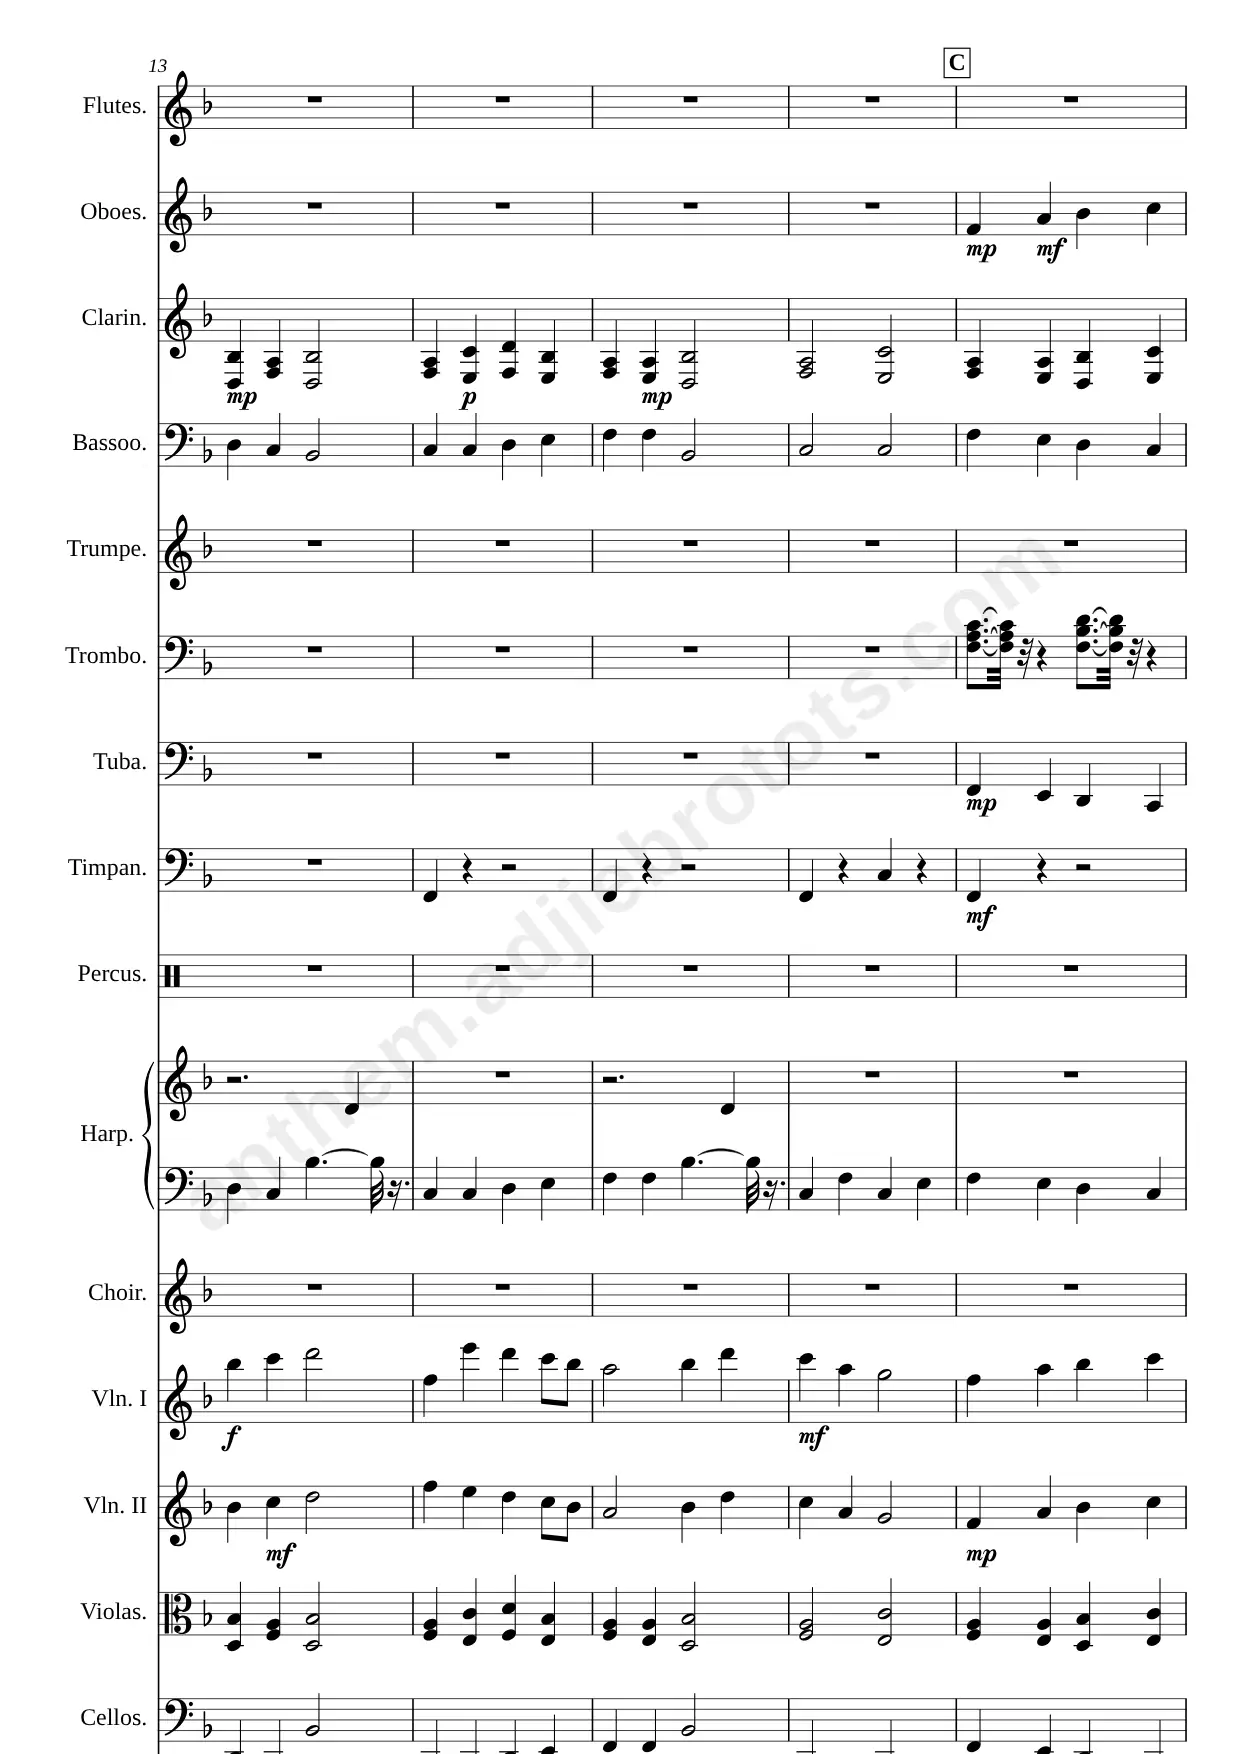 13
C
Flutes.
Oboes.
mp mf
Clarin.
mp p mp
Bassoo.
Trumpe.
Trombo.
Tuba.
mp
Timpan.
mf
Percus.
Harp.
Choir.
Vln. I
f mf
Vln. II
mf mp
Violas.
Cellos.
anthem.adjiebrotots.com